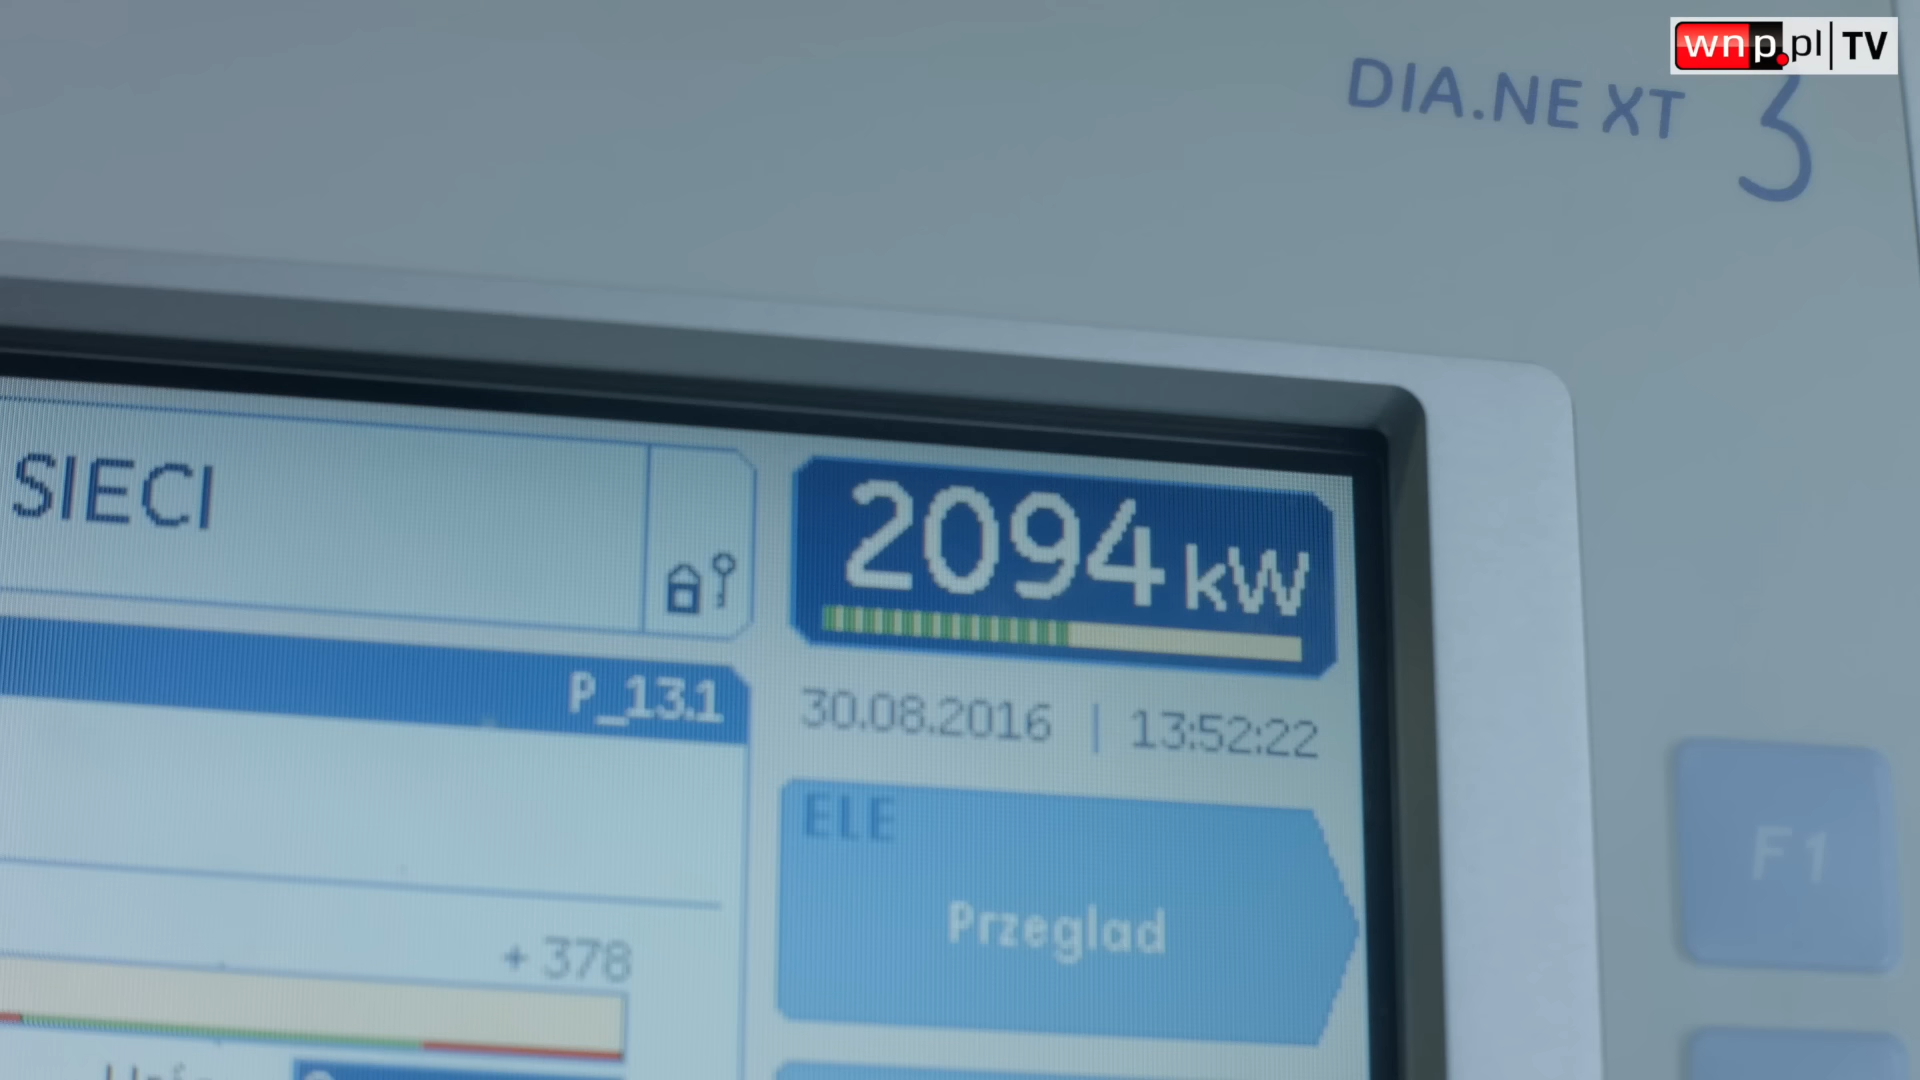 wnp.pl|TV
DIA.NE XT 3
SIECI
2094 kW
P_13.1
30.08.2016 | 13:52:22
ELE
Przeglad
F1
+ 378